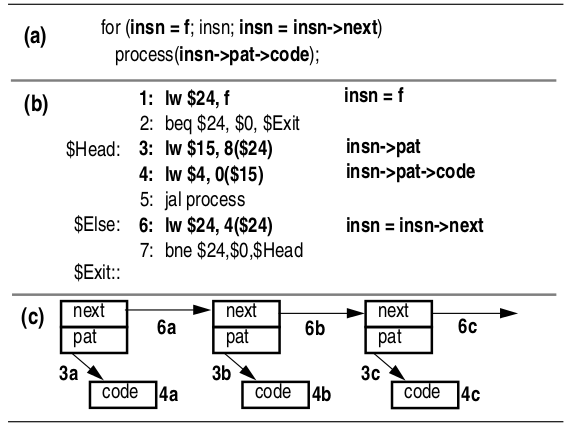 (a) for (insn = f; insn; insn = insn->next)
process(insn->pat->code);
(b) 1: lw $24, f insn = f
2: beq $24, $0, $Exit
$Head: 3: lw $15, 8($24) insn->pat
4: lw $4, 0($15) insn->pat->code
5: jal process
$Else: 6: lw $24, 4($24) insn = insn->next
7: bne $24,$0,$Head
$Exit::
(c) next 6a next 6b next 6c
pat pat pat
3a code 4a 3b code 4b 3c code 4c